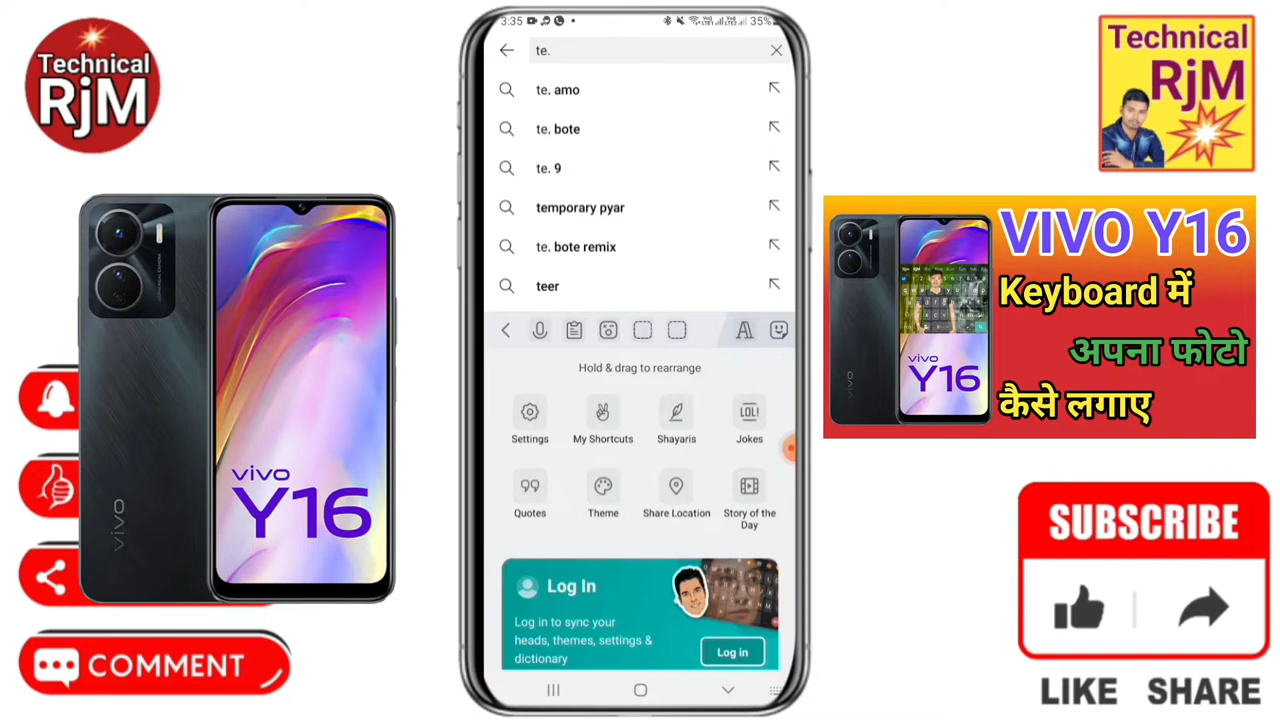 Technical
RjM
vivo
Y16
vivo
COMMENT
3:35
35%
te.
te. amo
te. bote
te. 9
temporary pyar
te. bote remix
teer
Hold & drag to rearrange
Settings
My Shortcuts
Shayaris
LOL!
Jokes
Quotes
Theme
Share Location
Story of the
Day
Log In
Log in to sync your
heads, themes, settings &
dictionary
Log in
Technical
RjM
VIVO Y16
Keyboard में
अपना फोटो
कैसे लगाए
vivo
Y16
vivo
SUBSCRIBE
LIKE SHARE